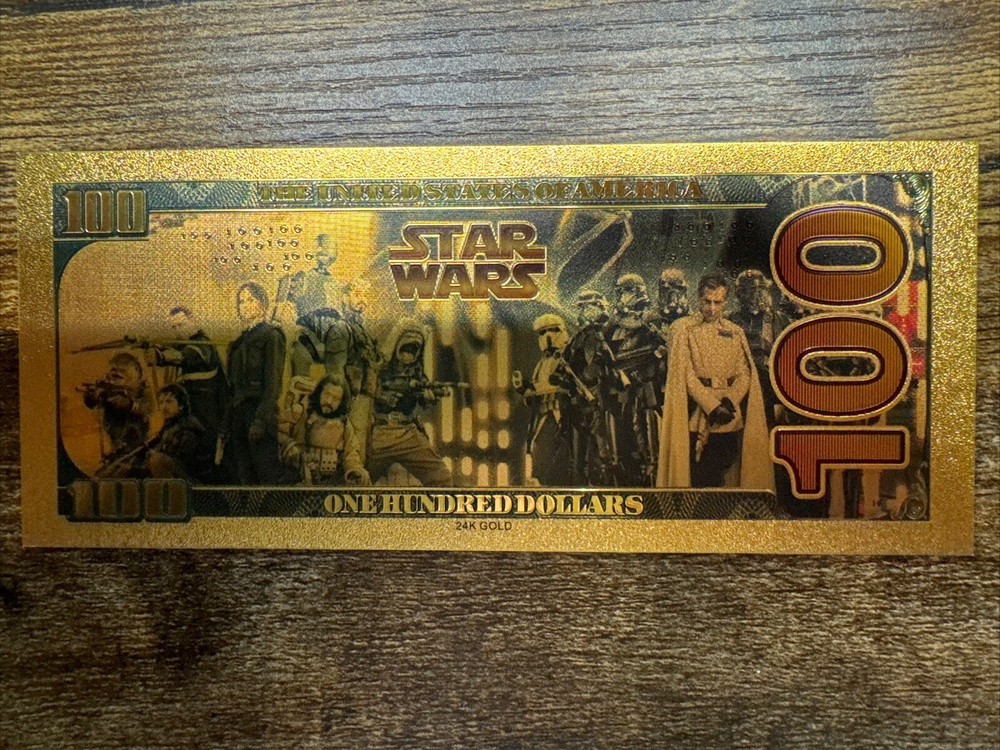 100
THE UNITED STATES OF AMERICA
STAR
WARS
100
100
ONE HUNDRED DOLLARS
24K GOLD